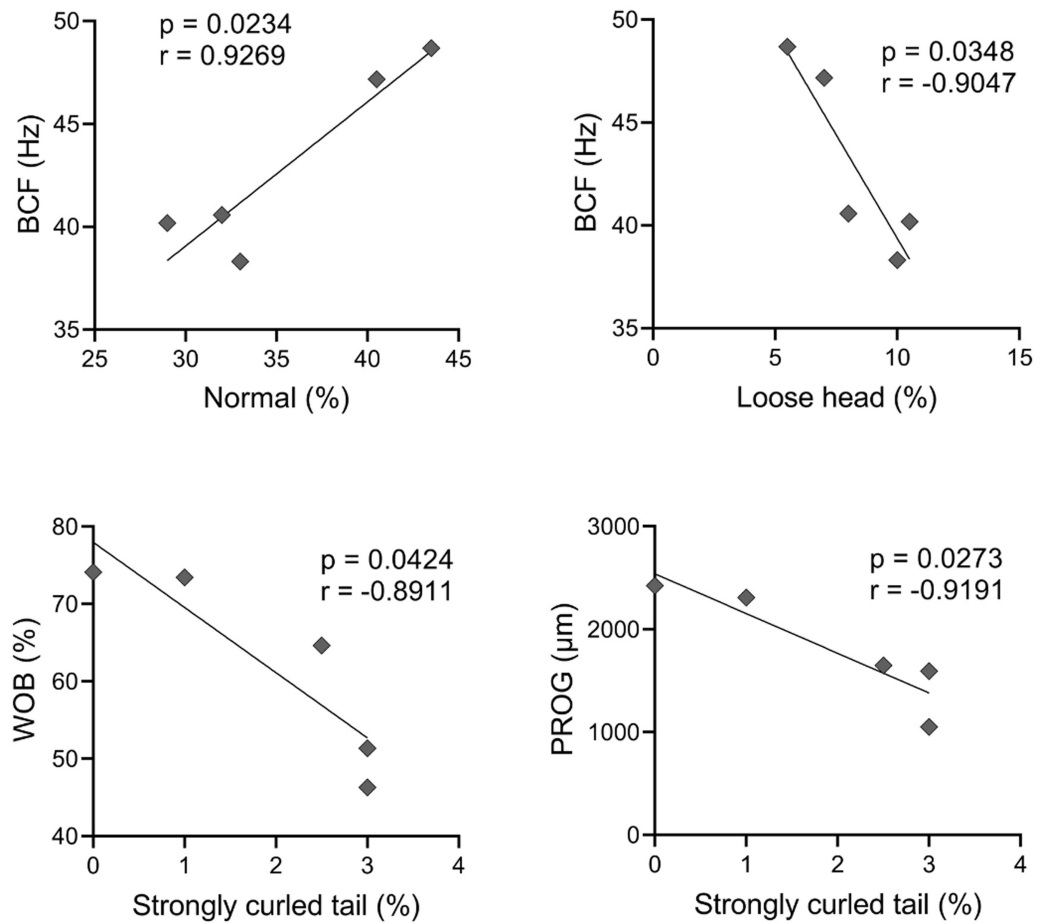 50
45
40
35
BCF (Hz)
p = 0.0234
r = 0.9269
25 30 35 40 45
Normal (%)
50
45
40
35
BCF (Hz)
p = 0.0348
r = -0.9047
0 5 10 15
Loose head (%)
80
70
60
50
40
WOB (%)
p = 0.0424
r = -0.8911
0 1 2 3 4
Strongly curled tail (%)
3000
2000
1000
0
PROG (µm)
p = 0.0273
r = -0.9191
0 1 2 3 4
Strongly curled tail (%)